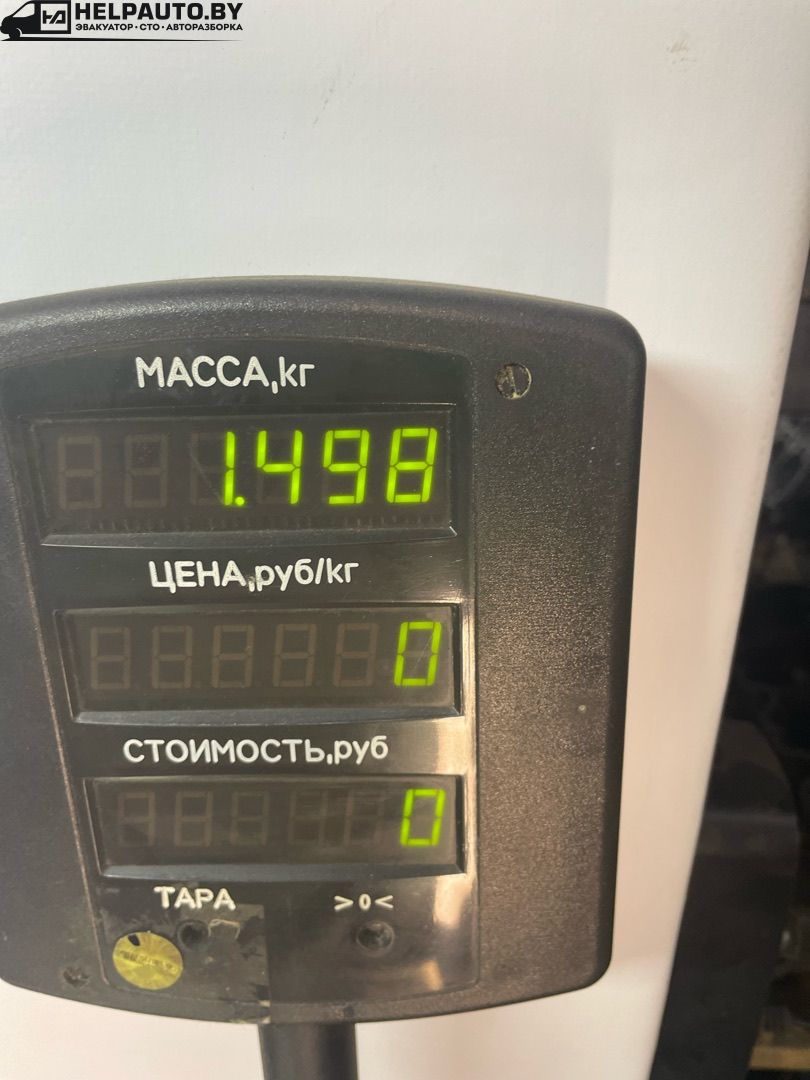 HELPAUTO.BY
ЭВАКУАТОР • СТО • АВТОРАЗБОРКА
МАССА,кг
1.498
ЦЕНА,руб/кг
0
СТОИМОСТЬ,руб
0
ТАРА >0<